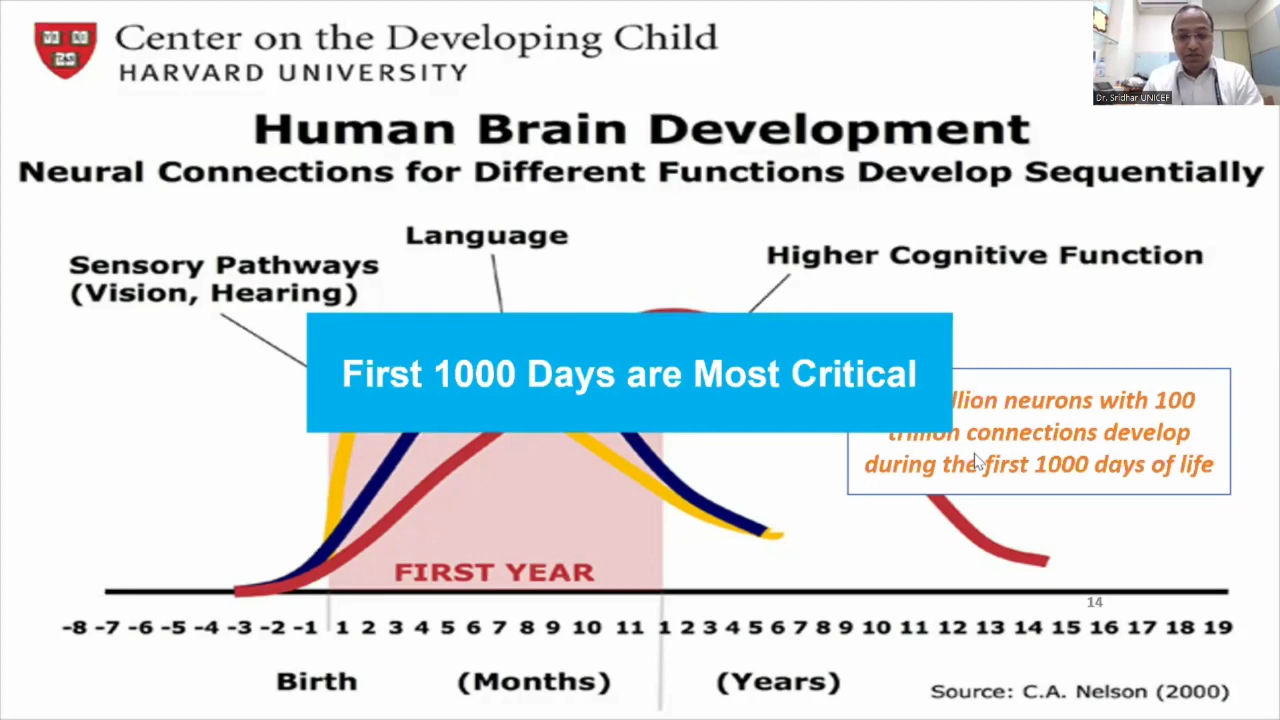 Center on the Developing Child
HARVARD UNIVERSITY
Dr. Sridhar UNICEF
Human Brain Development
Neural Connections for Different Functions Develop Sequentially
Language
Sensory Pathways
(Vision, Hearing)
Higher Cognitive Function
First 1000 Days are Most Critical
neurons with 100
connections develop
during the first 1000 days of life
FIRST YEAR
14
-8 -7 -6 -5 -4 -3 -2 -1 1 2 3 4 5 6 7 8 9 10 11 1 2 3 4 5 6 7 8 9 10 11 12 13 14 15 16 17 18 19
Birth (Months) (Years)
Source: C.A. Nelson (2000)